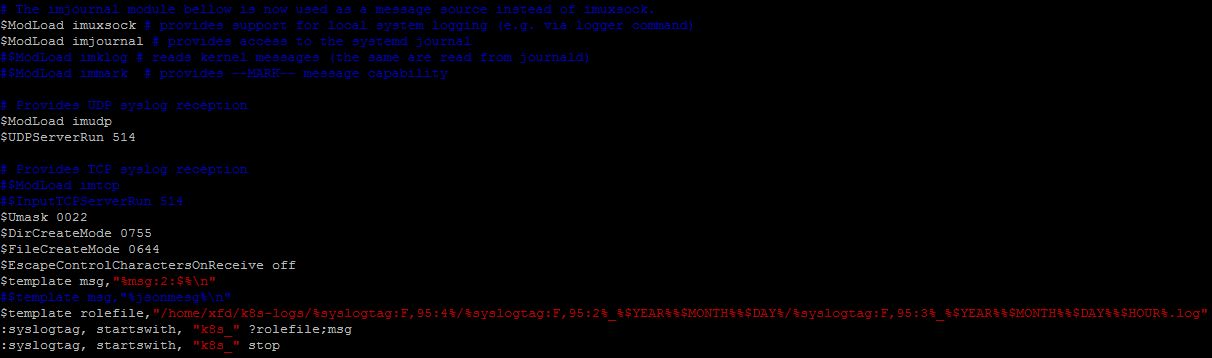 # The imjournal module bellow is now used as a message source instead of imuxsock.
$ModLoad imuxsock # provides support for local system logging (e.g. via logger command)
$ModLoad imjournal # provides access to the systemd journal
#$ModLoad imklog # reads kernel messages (the same are read from journald)
#$ModLoad immark  # provides --MARK-- message capability
# Provides UDP syslog reception
$ModLoad imudp
$UDPServerRun 514
# Provides TCP syslog reception
#$ModLoad imtcp
#$InputTCPServerRun 514
$Umask 0022
$DirCreateMode 0755
$FileCreateMode 0644
$EscapeControlCharactersOnReceive off
$template msg,"%msg:2:$%\n"
#$template msg,"%jsonmesg%\n"
$template rolefile,"/home/xfd/k8s-logs/%syslogtag:F,95:4%/%syslogtag:F,95:2%_%$YEAR%%$MONTH%%$DAY%/%syslogtag:F,95:3%_%$YEAR%%$MONTH%%$DAY%%$HOUR%.log"
:syslogtag, startswith, "k8s_" ?rolefile;msg
:syslogtag, startswith, "k8s_" stop